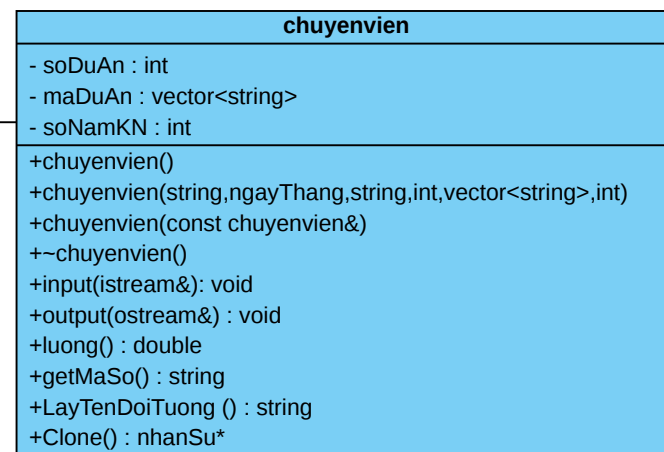 chuyenvien
- soDuAn : int
- maDuAn : vector<string>
- soNamKN : int
+chuyenvien()
+chuyenvien(string,ngayThang,string,int,vector<string>,int)
+chuyenvien(const chuyenvien&)
+~chuyenvien()
+input(istream&): void
+output(ostream&) : void
+luong() : double
+getMaSo() : string
+LayTenDoiTuong () : string
+Clone() : nhanSu*